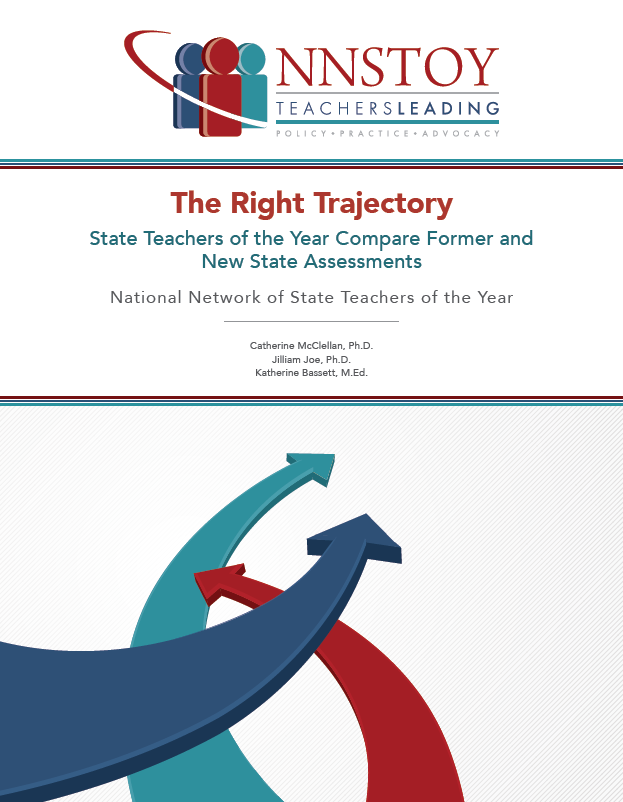 NNSTOY
TEACHERSLEADING
POLICY • PRACTICE • ADVOCACY
The Right Trajectory
State Teachers of the Year Compare Former and
New State Assessments
National Network of State Teachers of the Year
Catherine McClellan, Ph.D.
Jilliam Joe, Ph.D.
Katherine Bassett, M.Ed.